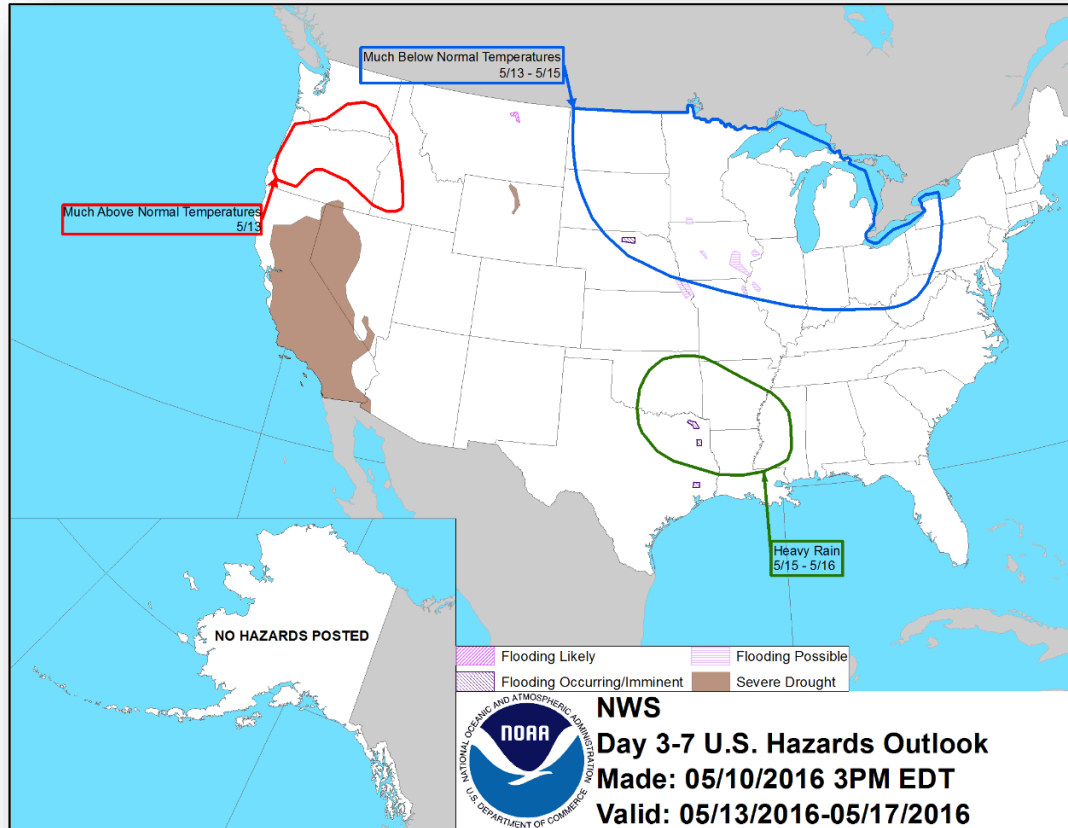 Much Below Normal Temperatures
5/13 - 5/15
Much Above Normal Temperatures
5/13
Heavy Rain
5/15 - 5/16
NO HAZARDS POSTED
Flooding Likely
Flooding Possible
Flooding Occurring/Imminent
Severe Drought
NATIONAL OCEANIC AND ATMOSPHERIC ADMINISTRATION
NOAA
U.S. DEPARTMENT OF COMMERCE
NWS
Day 3-7 U.S. Hazards Outlook
Made: 05/10/2016 3PM EDT
Valid: 05/13/2016-05/17/2016